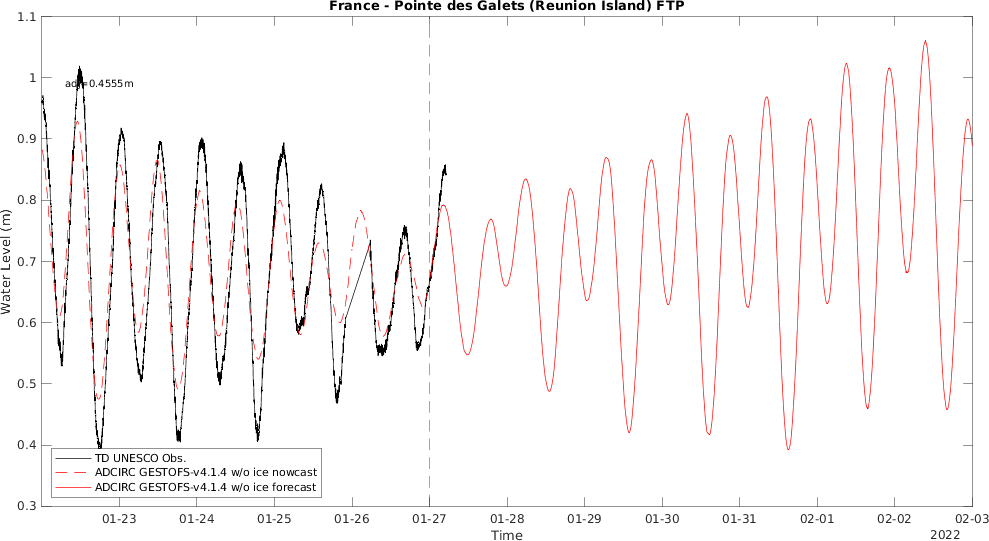 France - Pointe des Galets (Reunion Island) FTP
1.1
1
0.9
0.8
0.7
0.6
0.5
0.4
0.3
Water Level (m)
adj=0.4555m
TD UNESCO Obs.
ADCIRC GESTOFS-v4.1.4 w/o ice nowcast
ADCIRC GESTOFS-v4.1.4 w/o ice forecast
01-23 01-24 01-25 01-26 01-27 01-28 01-29 01-30 01-31 02-01 02-02 02-03
Time
2022